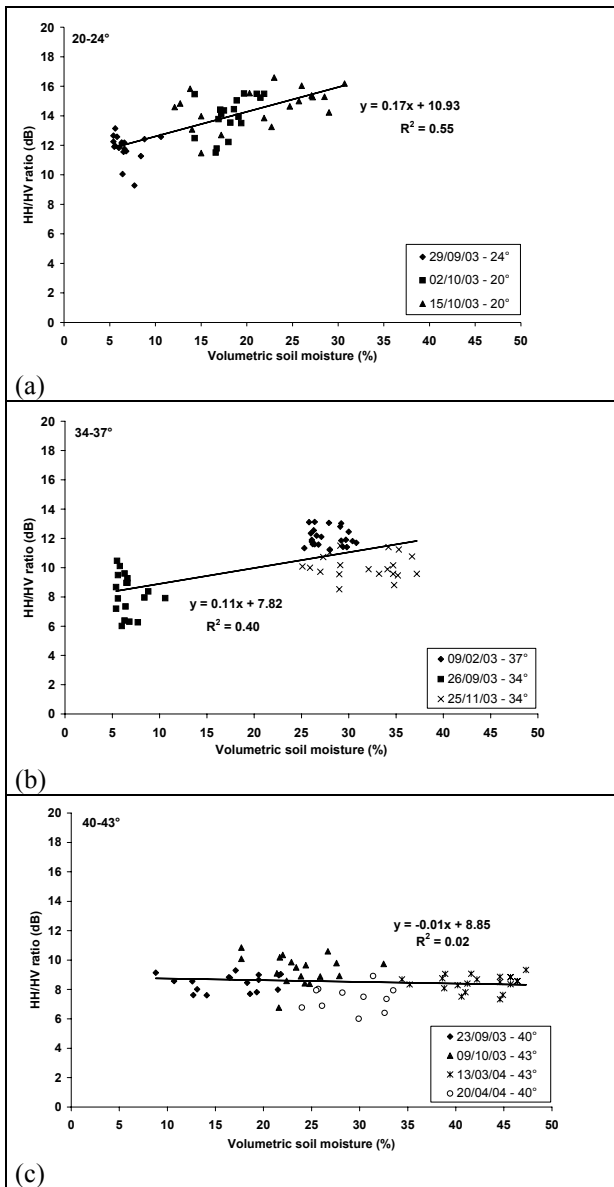 20-24°
HH/HV ratio (dB)
20
18
16
14
12
10
8
6
4
2
0
y = 0.17x + 10.93
R² = 0.55
29/09/03 - 24°
02/10/03 - 20°
15/10/03 - 20°
0 5 10 15 20 25 30 35 40 45 50
Volumetric soil moisture (%)
(a)
34-37°
HH/HV ratio (dB)
20
18
16
14
12
10
8
6
4
2
0
y = 0.11x + 7.82
R² = 0.40
09/02/03 - 37°
26/09/03 - 34°
25/11/03 - 34°
0 5 10 15 20 25 30 35 40 45 50
Volumetric soil moisture (%)
(b)
40-43°
HH/HV ratio (dB)
20
18
16
14
12
10
8
6
4
2
0
y = -0.01x + 8.85
R² = 0.02
23/09/03 - 40°
09/10/03 - 43°
13/03/04 - 43°
20/04/04 - 40°
0 5 10 15 20 25 30 35 40 45 50
Volumetric soil moisture (%)
(c)